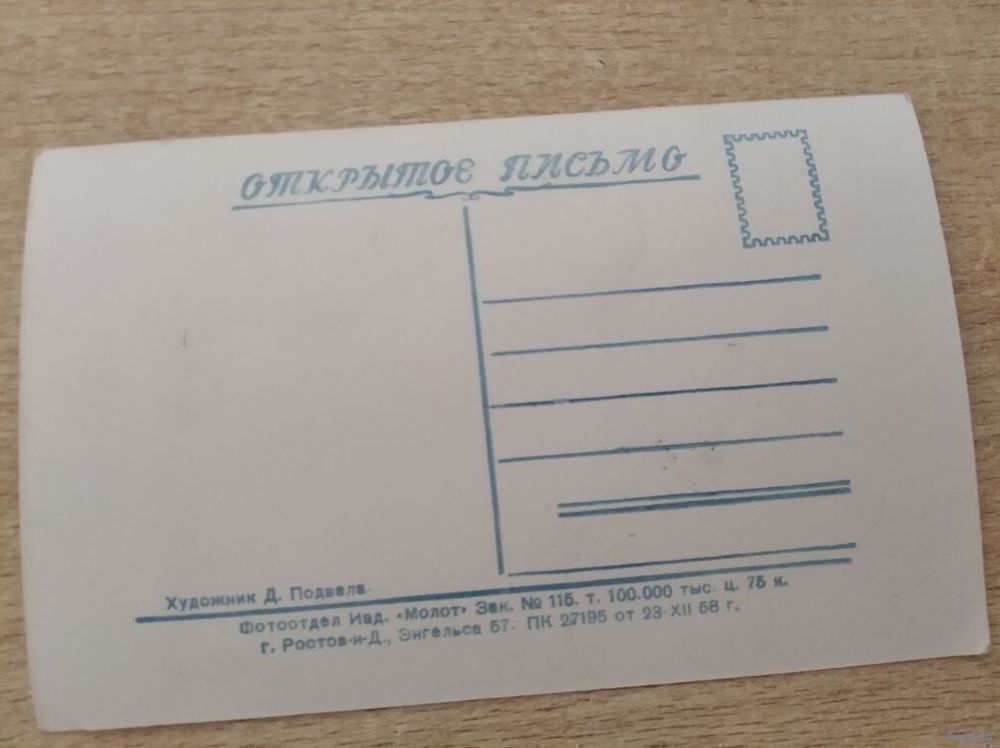 ОТКРЫТОЕ ПИСЬМО
Художник Д. Подвала
Фотоотдел Изд. «Молот» Зак. № 115. т. 100.000 тыс. ц. 75 к.
г. Ростов-н-Д., Энгельса 57. ПК 27195 от 23-XII 58 г.